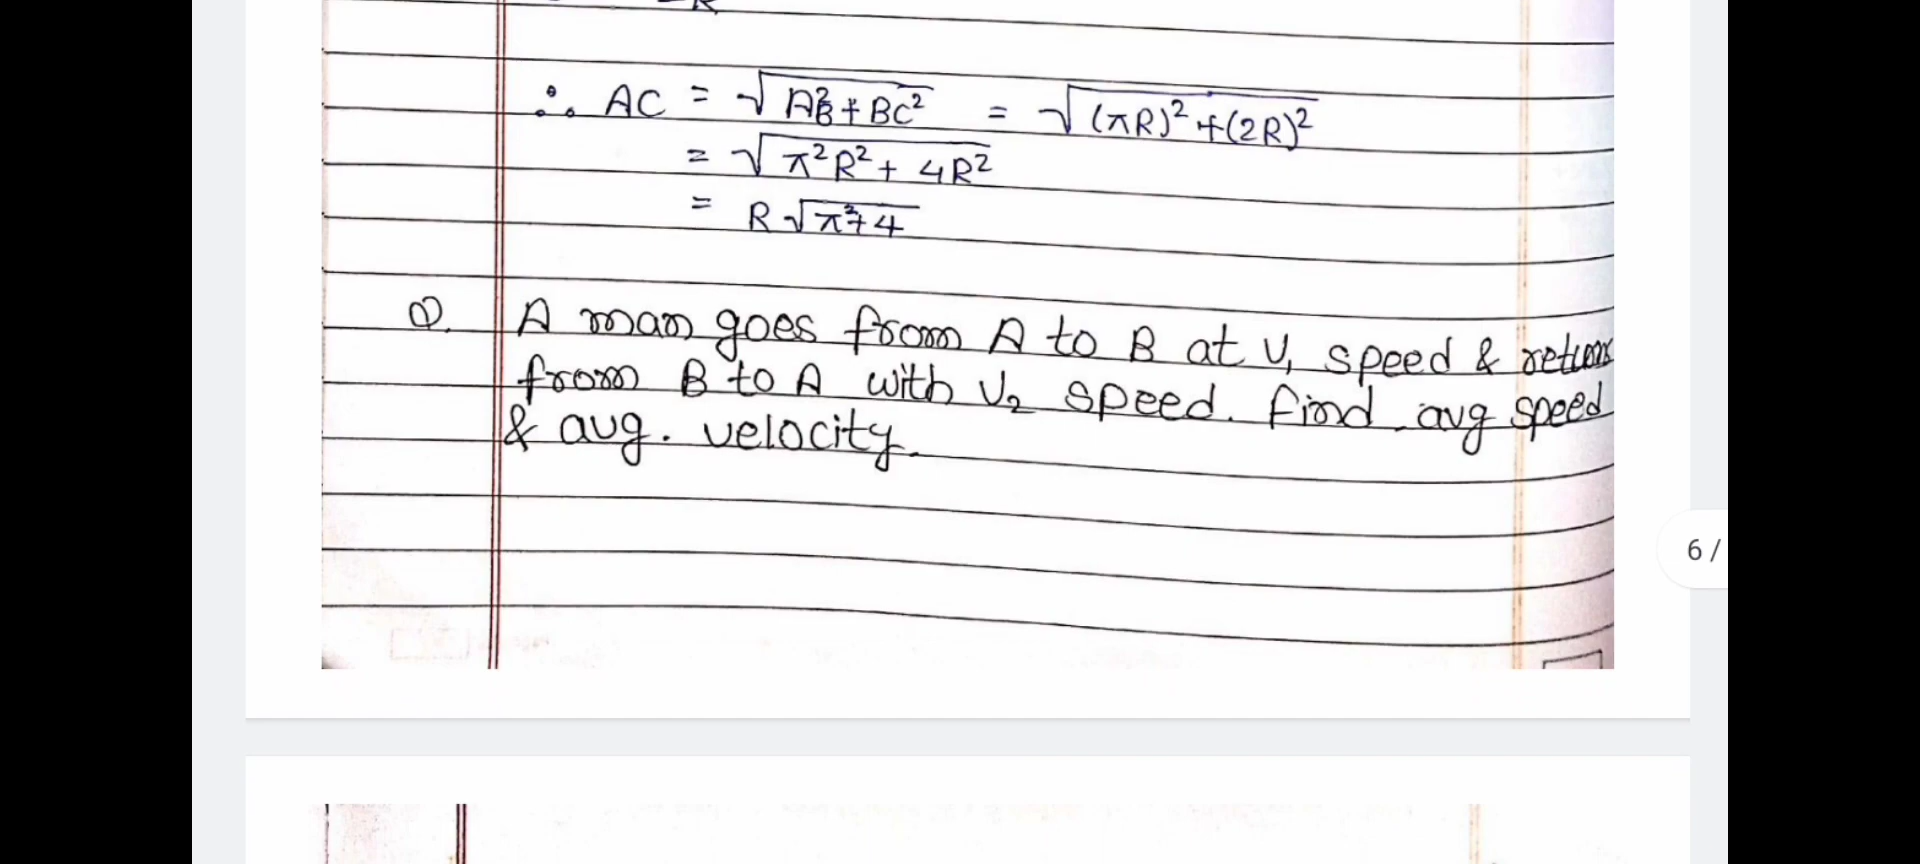 ∴ AC = √(AB²+BC²) = √((πR)²+(2R)²)
= √(π²R²+4R²)
= R√(π²+4)
Q. A man goes from A to B at V₁ speed & return
from B to A with V₂ speed. find avg speed
& avg. velocity.
6 /